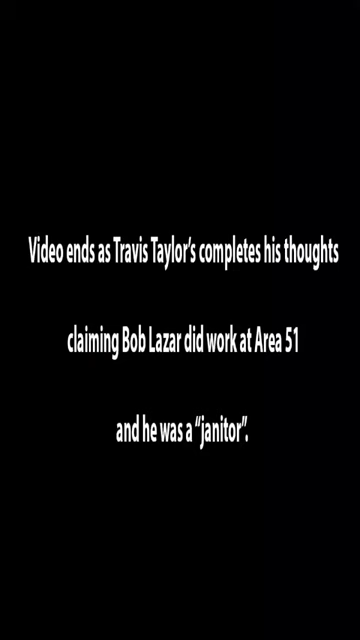 Video ends as Travis Taylor's completes his thoughts
claiming Bob Lazar did work at Area 51
and he was a “janitor”.